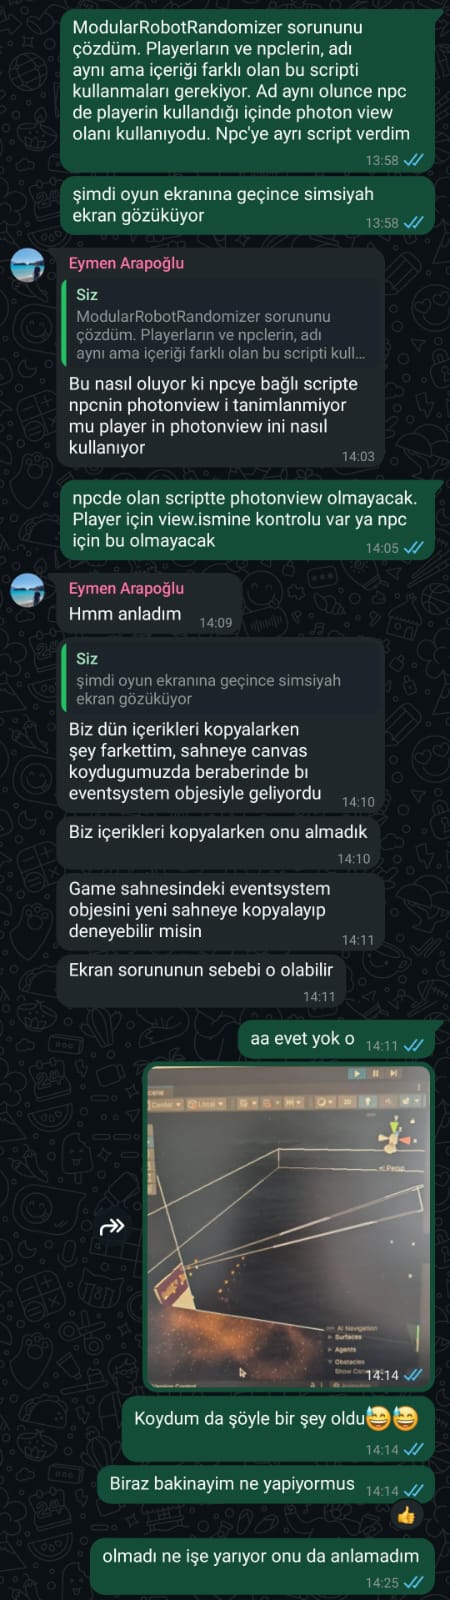 ModularRobotRandomizer sorununu
çözdüm. Playerların ve npclerin, adı
aynı ama içeriği farklı olan bu scripti
kullanmaları gerekiyor. Ad aynı olunce npc
de playerin kullandığı içinde photon view
olanı kullanıyodu. Npc'ye ayrı script verdim
13:58
şimdi oyun ekranına geçince simsiyah
ekran gözüküyor
13:58
Eymen Arapoğlu
Siz
ModularRobotRandomizer sorununu
çözdüm. Playerların ve npclerin, adı
aynı ama içeriği farklı olan bu scripti kull…
Bu nasıl oluyor ki npcye bağlı scripte
npcnin photonview i tanimlanmiyor
mu player in photonview ini nasıl
kullanıyor
14:03
npcde olan scriptte photonview olmayacak.
Player için view.ismine kontrolu var ya npc
için bu olmayacak
14:05
Eymen Arapoğlu
Hmm anladım
14:09
Siz
şimdi oyun ekranına geçince simsiyah
ekran gözüküyor
Biz dün içerikleri kopyalarken
şey farkettim, sahneye canvas
koydugumuzda beraberinde bı
eventsystem objesiyle geliyordu
14:10
Biz içerikleri kopyalarken onu almadık
14:10
Game sahnesindeki eventsystem
objesini yeni sahneye kopyalayıp
deneyebilir misin
14:11
Ekran sorununun sebebi o olabilir
14:11
aa evet yok o 14:11
Center Local 2D
Persp
AI Navigation
Surfaces
Agents
Obstacles
14:14
Koydum da şöyle bir şey oldu😅😅
14:14
Biraz bakinayim ne yapiyormus 14:14
👍
olmadı ne işe yarıyor onu da anlamadım
14:25